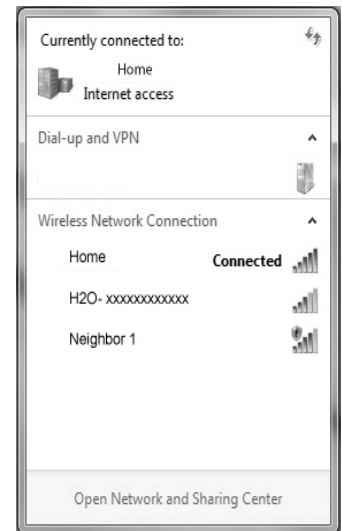 Currently connected to:
Home
Internet access
Dial-up and VPN
Wireless Network Connection
Home Connected
H2O- xxxxxxxxxxxx
Neighbor 1
Open Network and Sharing Center